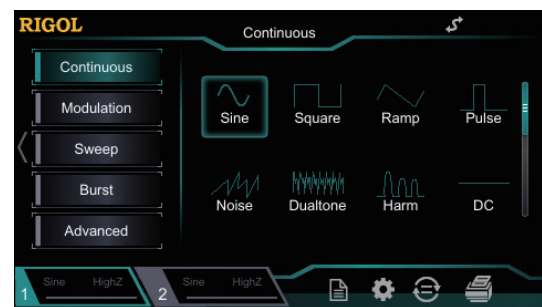 RIGOL
Continuous
Continuous
Modulation
Sweep
Burst
Advanced
Sine
Square
Ramp
Pulse
Noise
Dualtone
Harm
DC
1 Sine HighZ
2 Sine HighZ